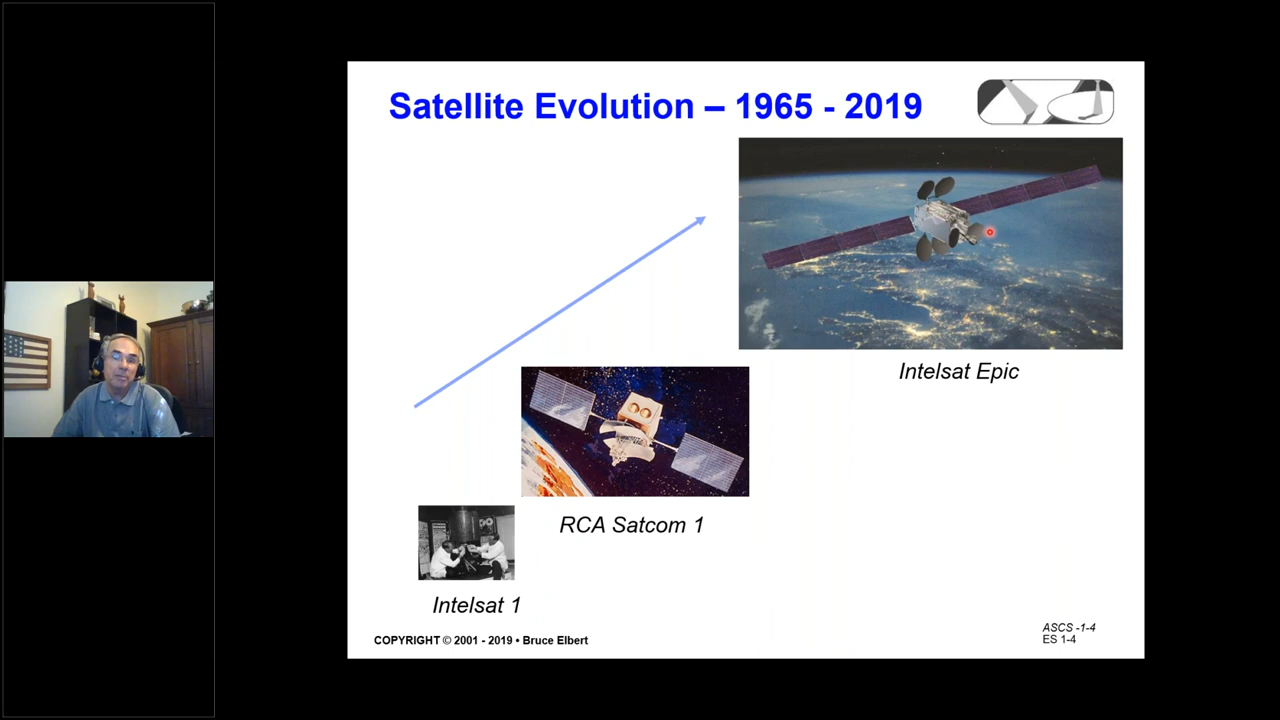 Satellite Evolution – 1965 - 2019
Intelsat Epic
RCA Satcom 1
Intelsat 1
COPYRIGHT © 2001 - 2019 • Bruce Elbert
ASCS -1-4
ES 1-4